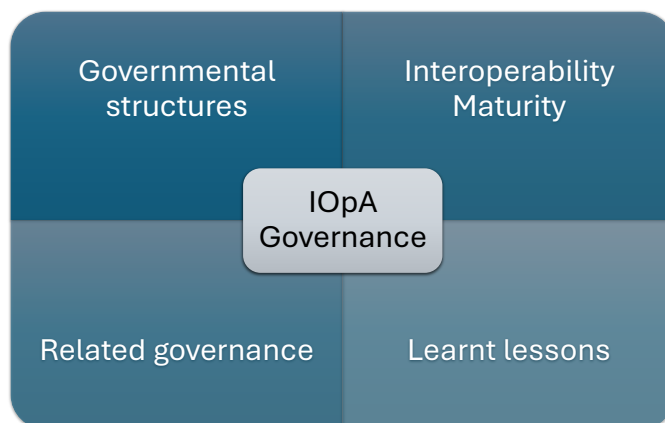 Governmental
structures
Interoperability
Maturity
IOpA
Governance
Related governance
Learnt lessons